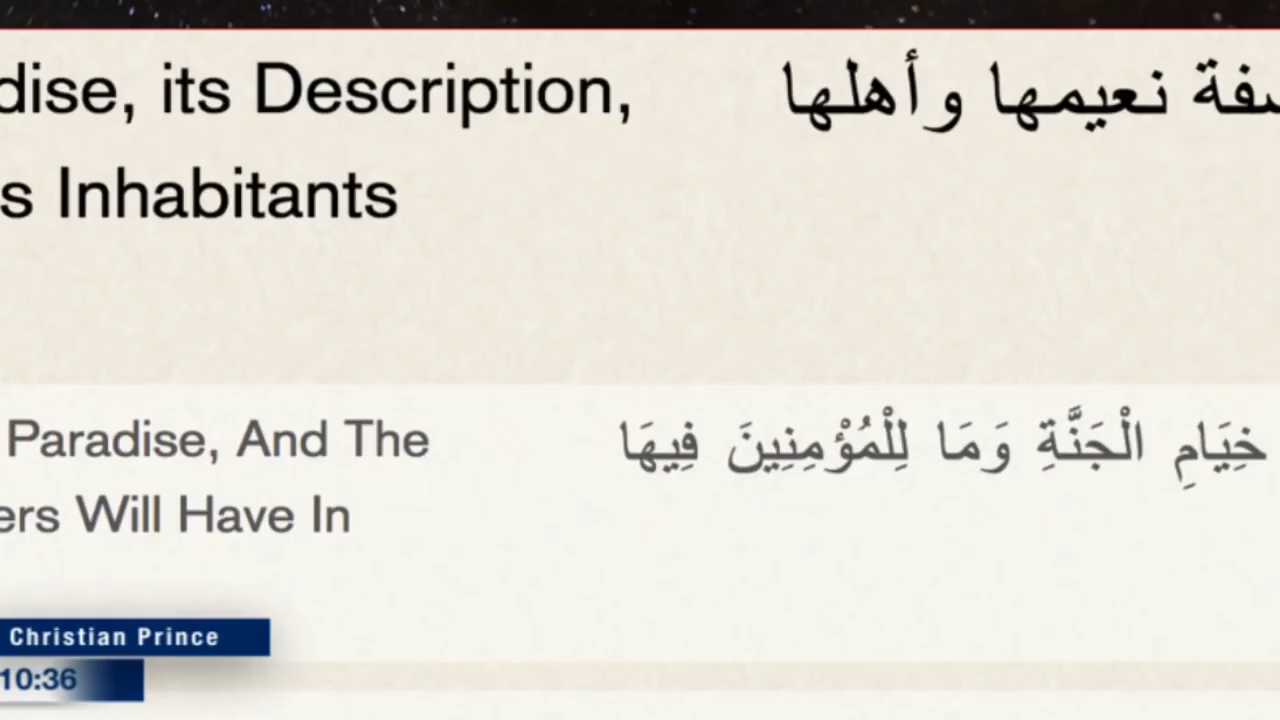 dise, its Description,
نعيمها وأهلها
s Inhabitants
Paradise, And The
خِيَامِ الْجَنَّةِ وَمَا لِلْمُؤْمِنِينَ فِيهَا
ers Will Have In
Christian Prince
10:36